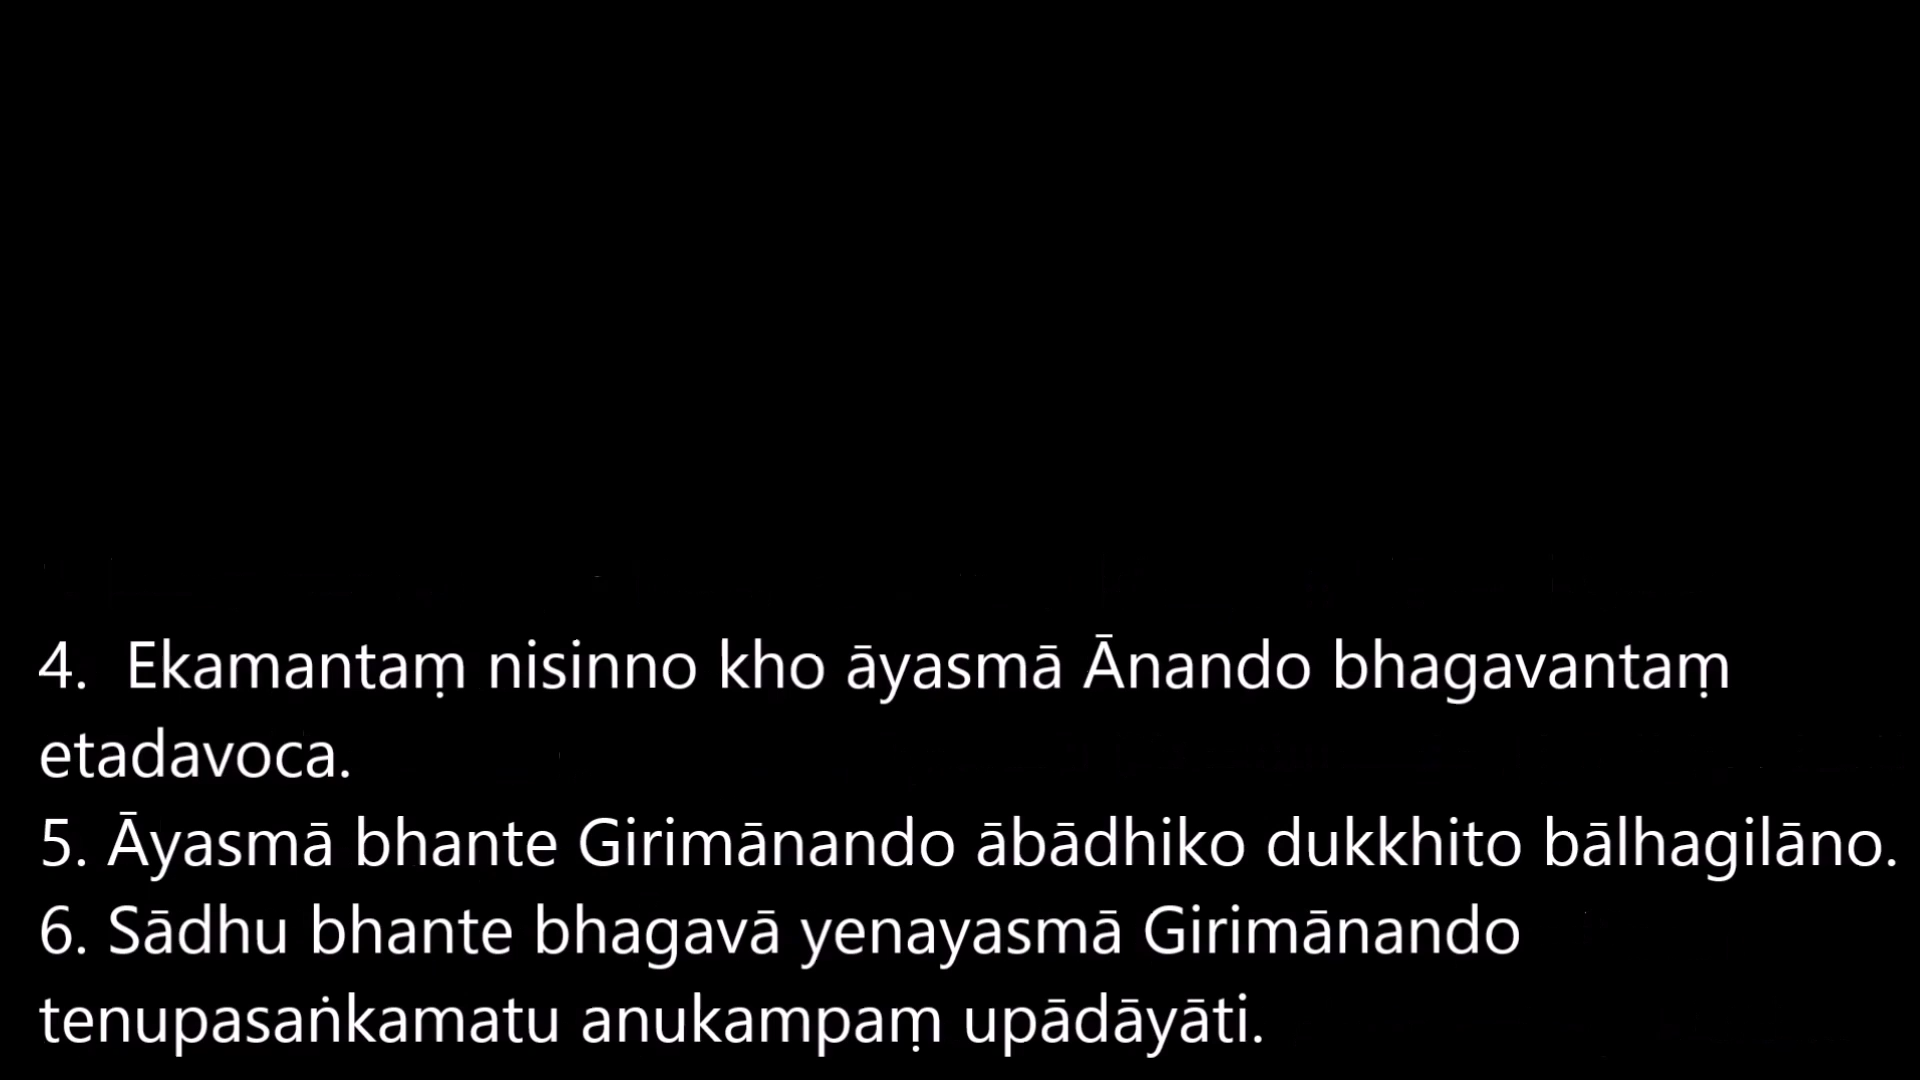 4.  Ekamantaṃ nisinno kho āyasmā Ānando bhagavantaṃ
etadavoca.
5. Āyasmā bhante Girimānando ābādhiko dukkhito bālhagilāno.
6. Sādhu bhante bhagavā yenayasmā Girimānando
tenupasaṅkamatu anukampaṃ upādāyāti.